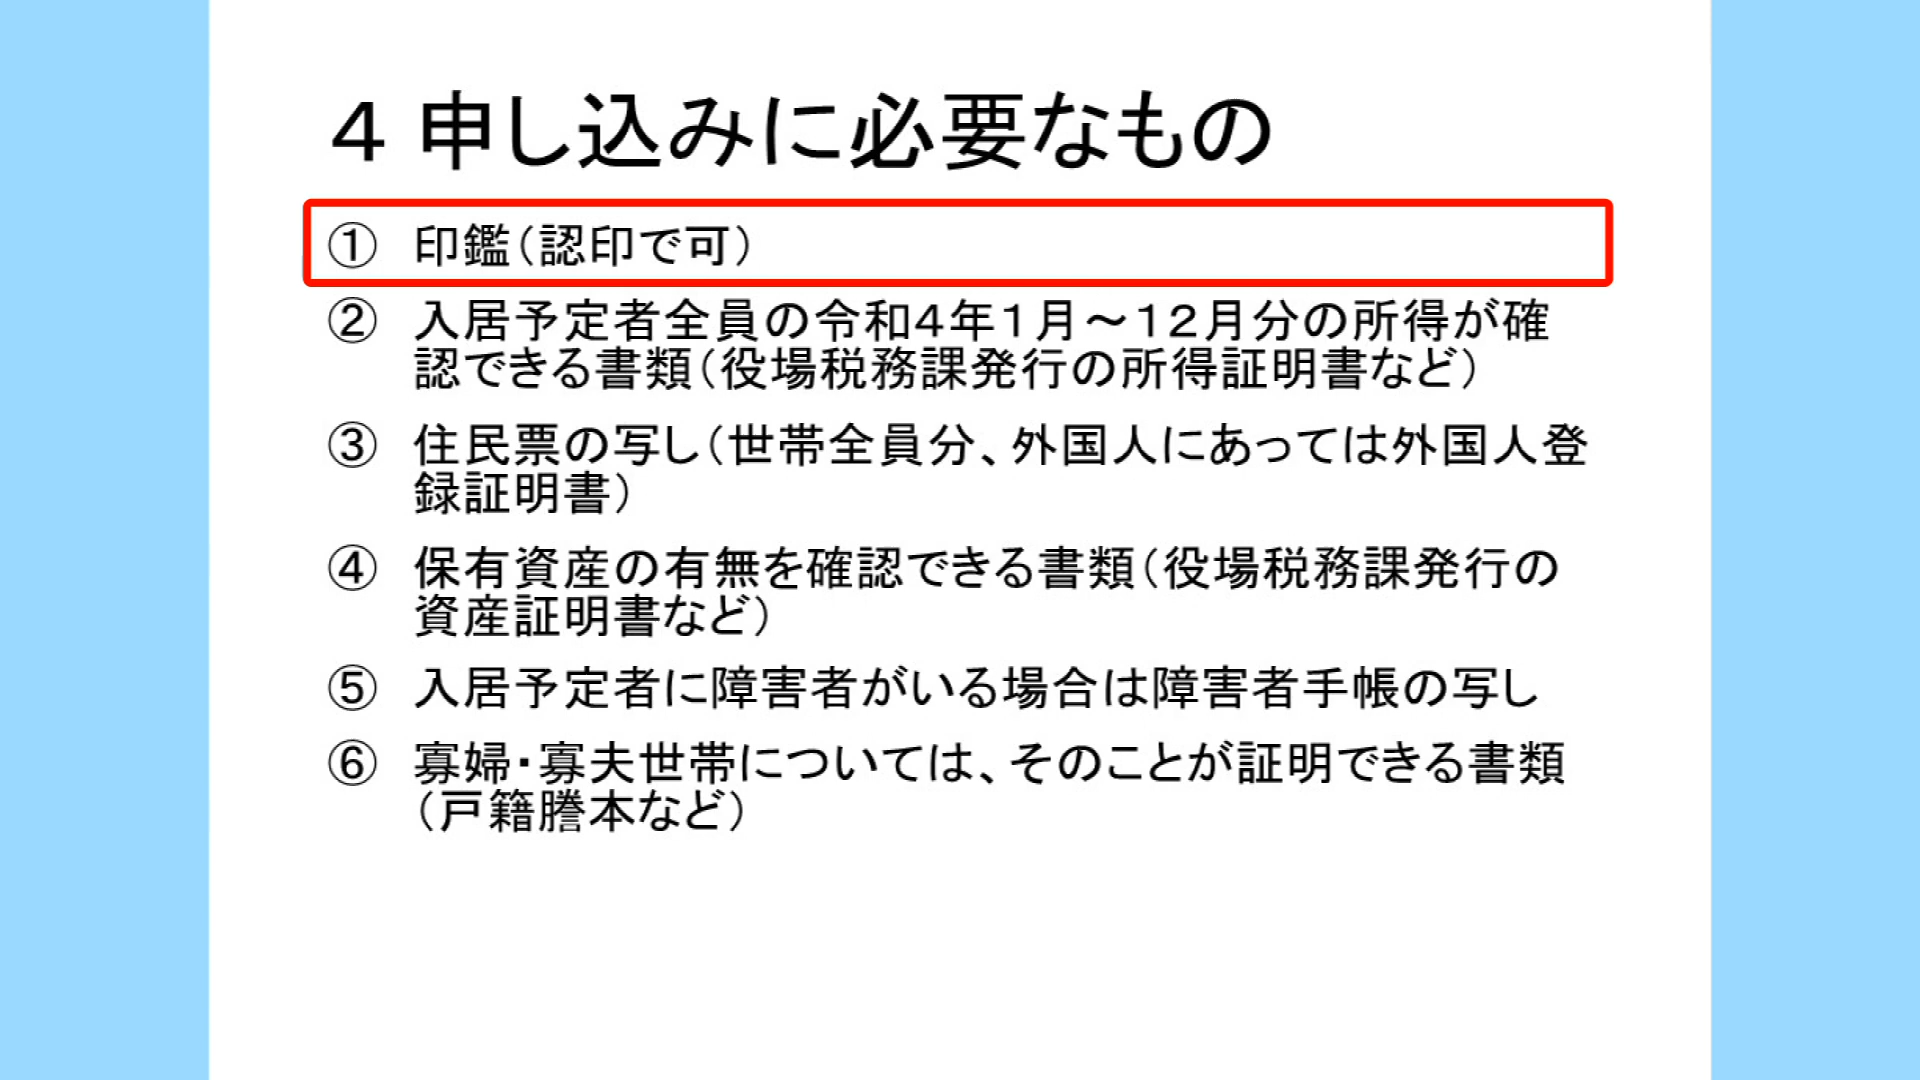 ４ 申し込みに必要なもの
① 印鑑（認印で可）
② 入居予定者全員の令和４年１月～１２月分の所得が確
認できる書類（役場税務課発行の所得証明書など）
③ 住民票の写し（世帯全員分、外国人にあっては外国人登
録証明書）
④ 保有資産の有無を確認できる書類（役場税務課発行の
資産証明書など）
⑤ 入居予定者に障害者がいる場合は障害者手帳の写し
⑥ 寡婦・寡夫世帯については、そのことが証明できる書類
（戸籍謄本など）